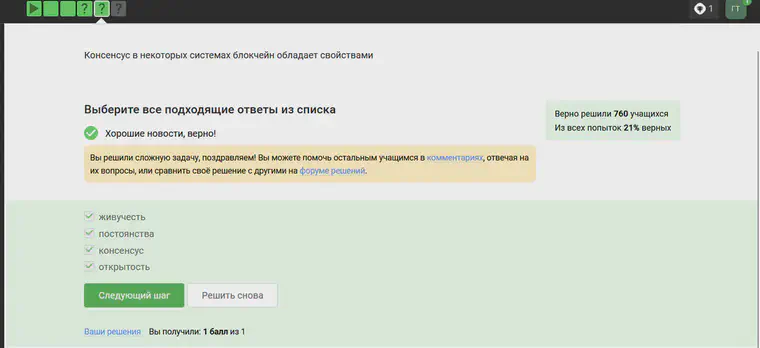 ? ? ?
1 ГТ 1
Консенсус в некоторых системах блокчейн обладает свойствами
Выберите все подходящие ответы из списка
Верно решили 760 учащихся
Из всех попыток 21% верных
Хорошие новости, верно!
Вы решили сложную задачу, поздравляем! Вы можете помочь остальным учащимся в комментариях, отвечая на
их вопросы, или сравнить своё решение с другими на форуме решений.
живучесть
постоянства
консенсус
открытость
Следующий шаг Решить снова
Ваши решения Вы получили: 1 балл из 1